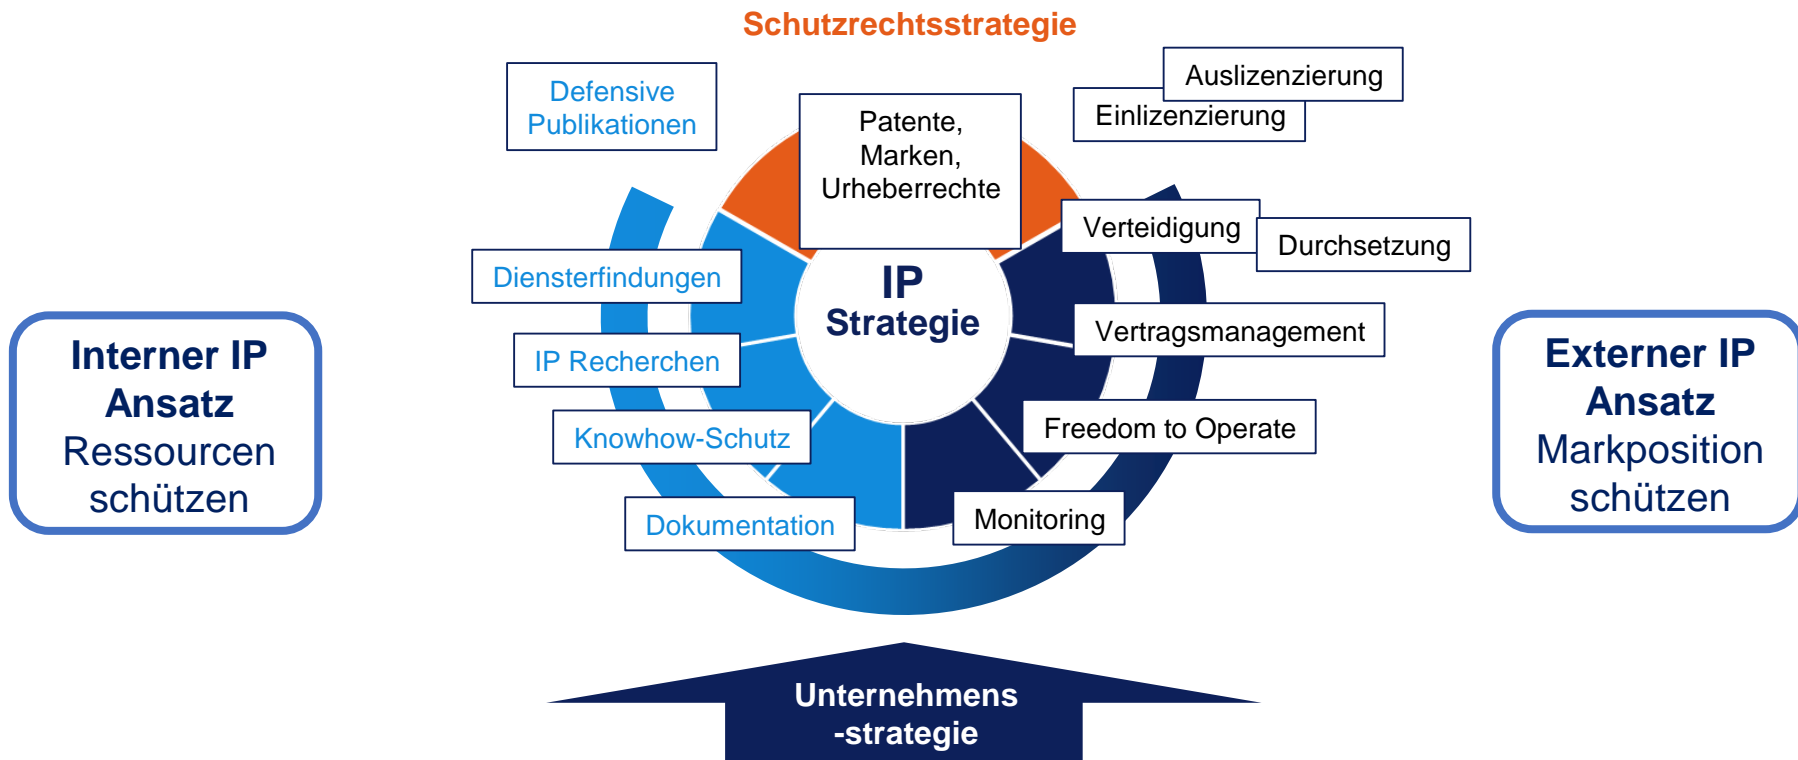 Schutzrechtsstrategie
Defensive
Publikationen
Patente,
Marken,
Urheberrechte
Auslizenzierung
Einlizenzierung
Verteidigung
Durchsetzung
Diensterfindungen
IP
Strategie
Vertragsmanagement
IP Recherchen
Knowhow-Schutz
Freedom to Operate
Dokumentation
Monitoring
Interner IP
Ansatz
Ressourcen
schützen
Externer IP
Ansatz
Markposition
schützen
Unternehmens
-strategie